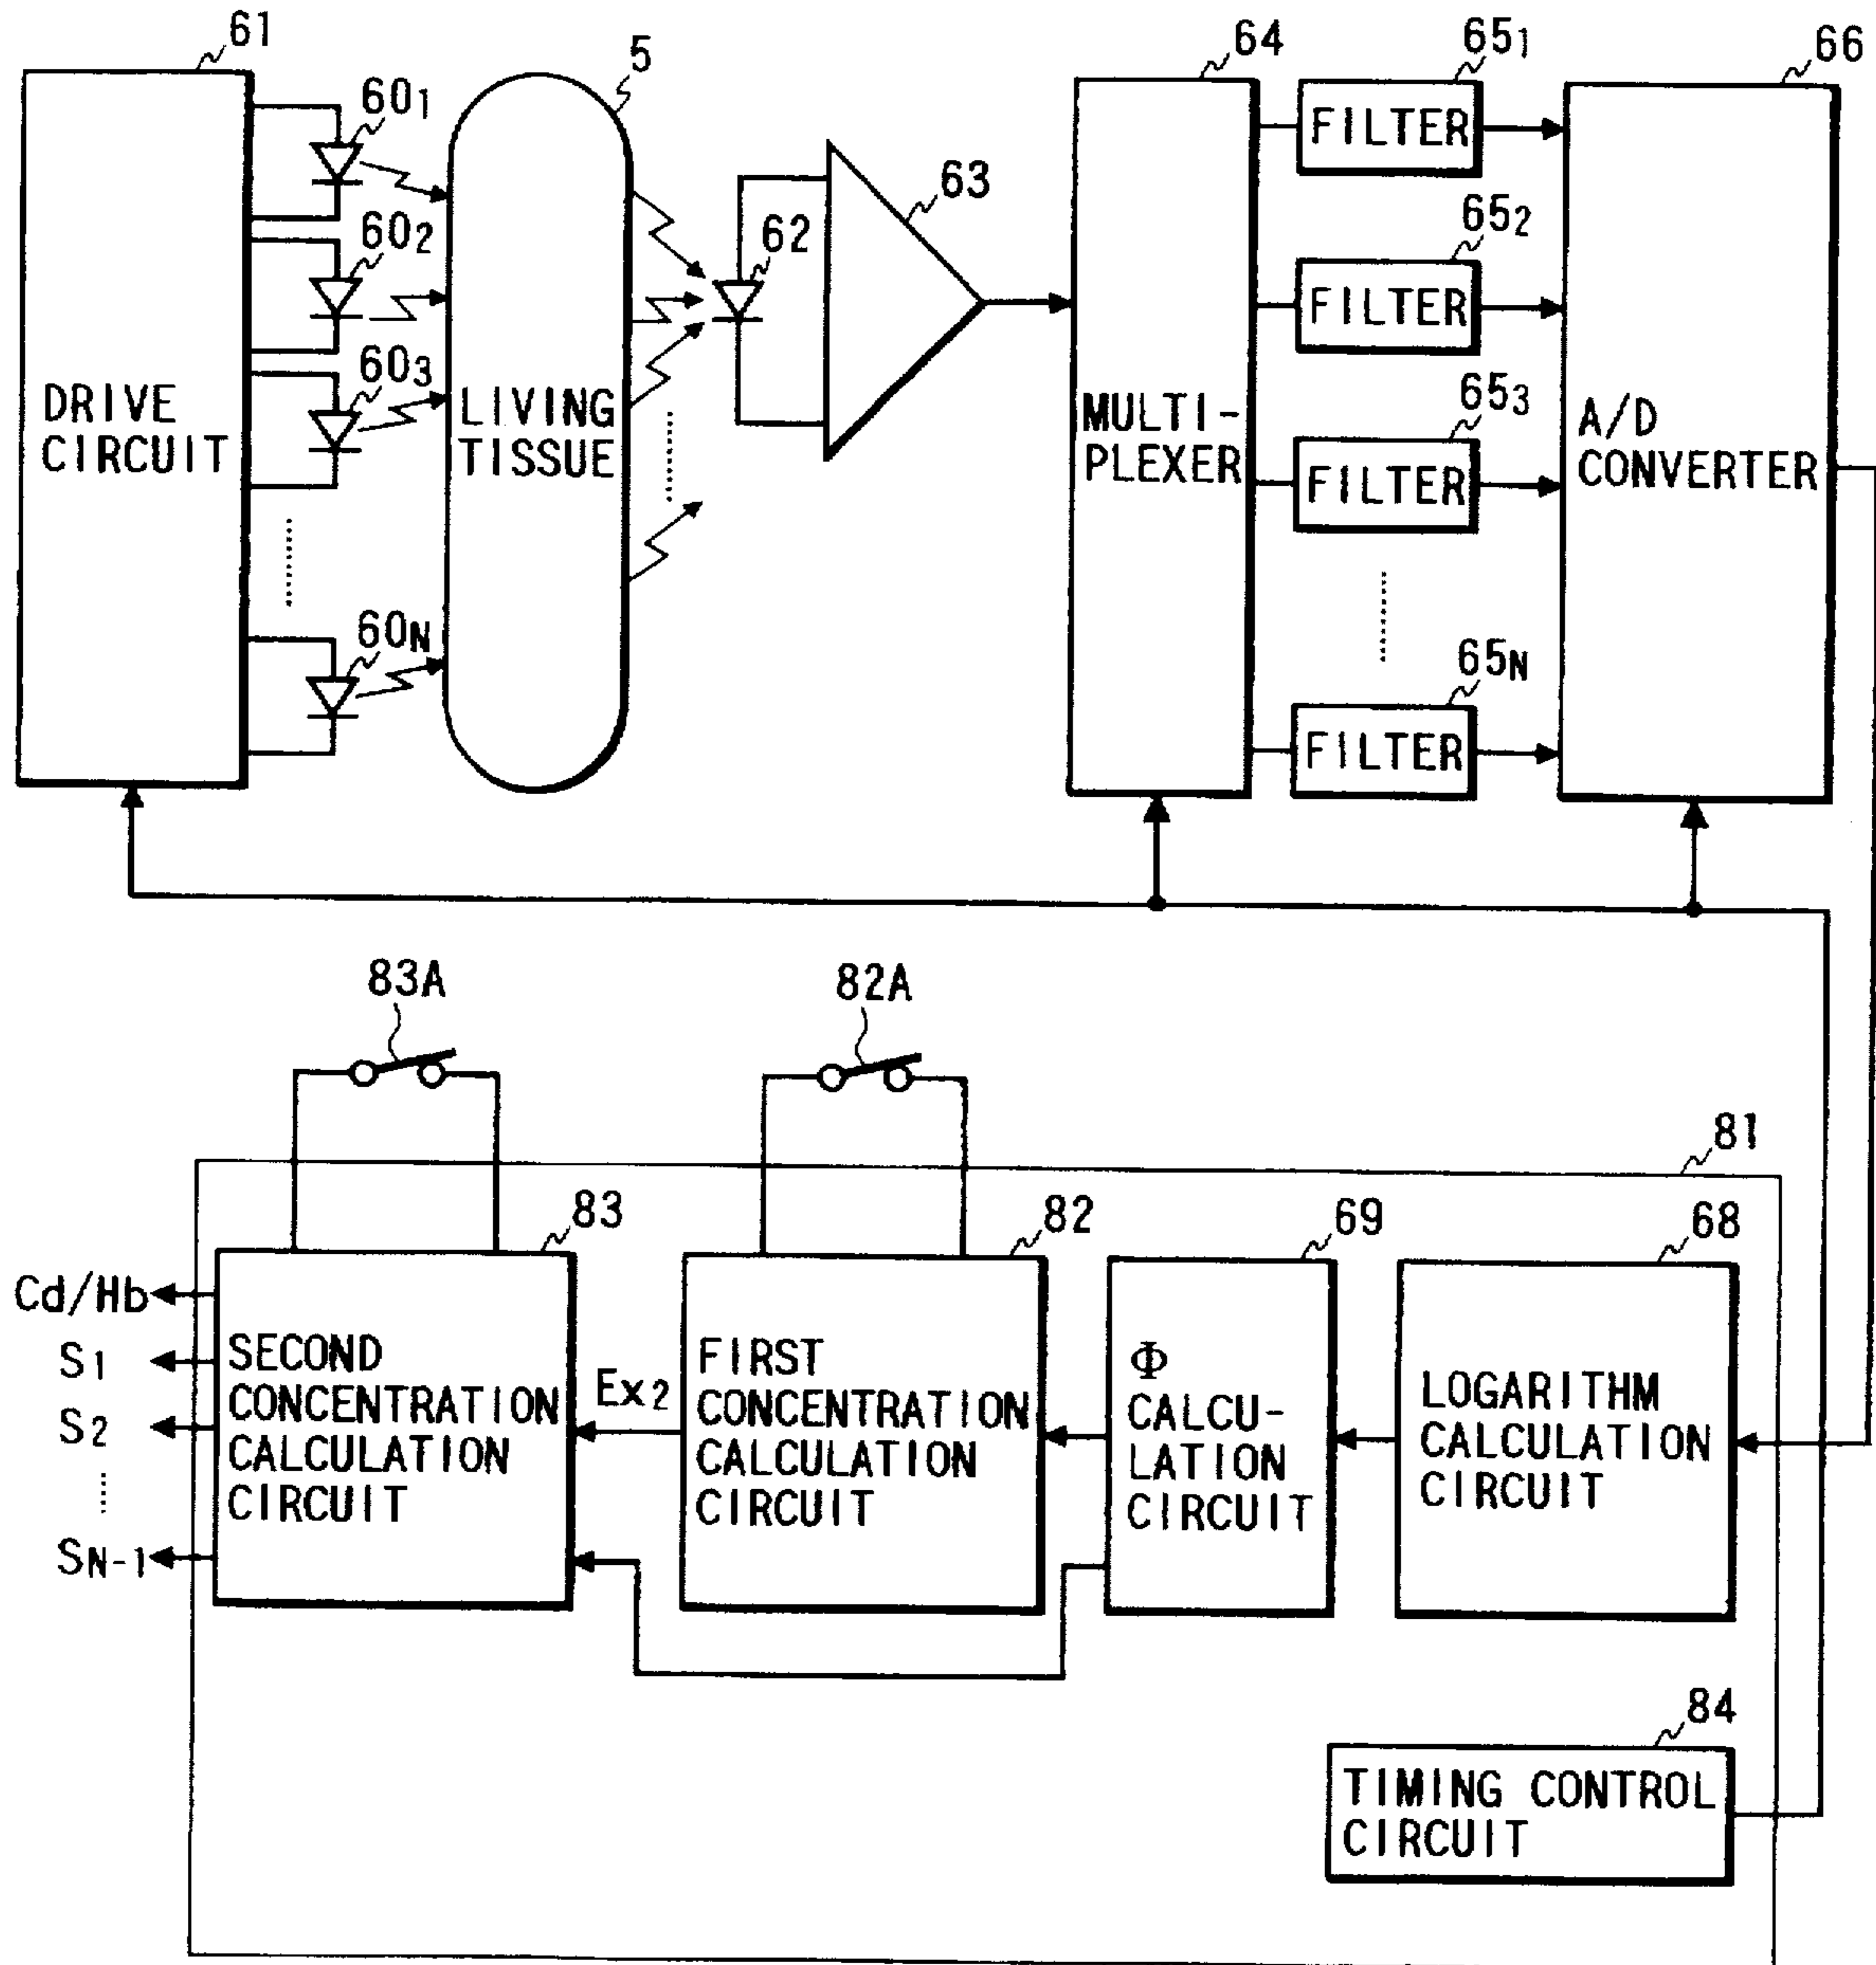 61
5
64
65₁
66
60₁
FILTER
63
65₂
60₂
62
FILTER
60₃
65₃
DRIVE
CIRCUIT
LIVING
TISSUE
MULTI-
PLEXER
FILTER
A/D
CONVERTER
60N
65N
FILTER
83A
82A
81
83
82
69
68
Cd/Hb
S₁
S₂
SN-1
SECOND
CONCENTRATION
CALCULATION
CIRCUIT
Ex₂
FIRST
CONCENTRATION
CALCULATION
CIRCUIT
Φ
CALCU-
LATION
CIRCUIT
LOGARITHM
CALCULATION
CIRCUIT
84
TIMING CONTROL
CIRCUIT